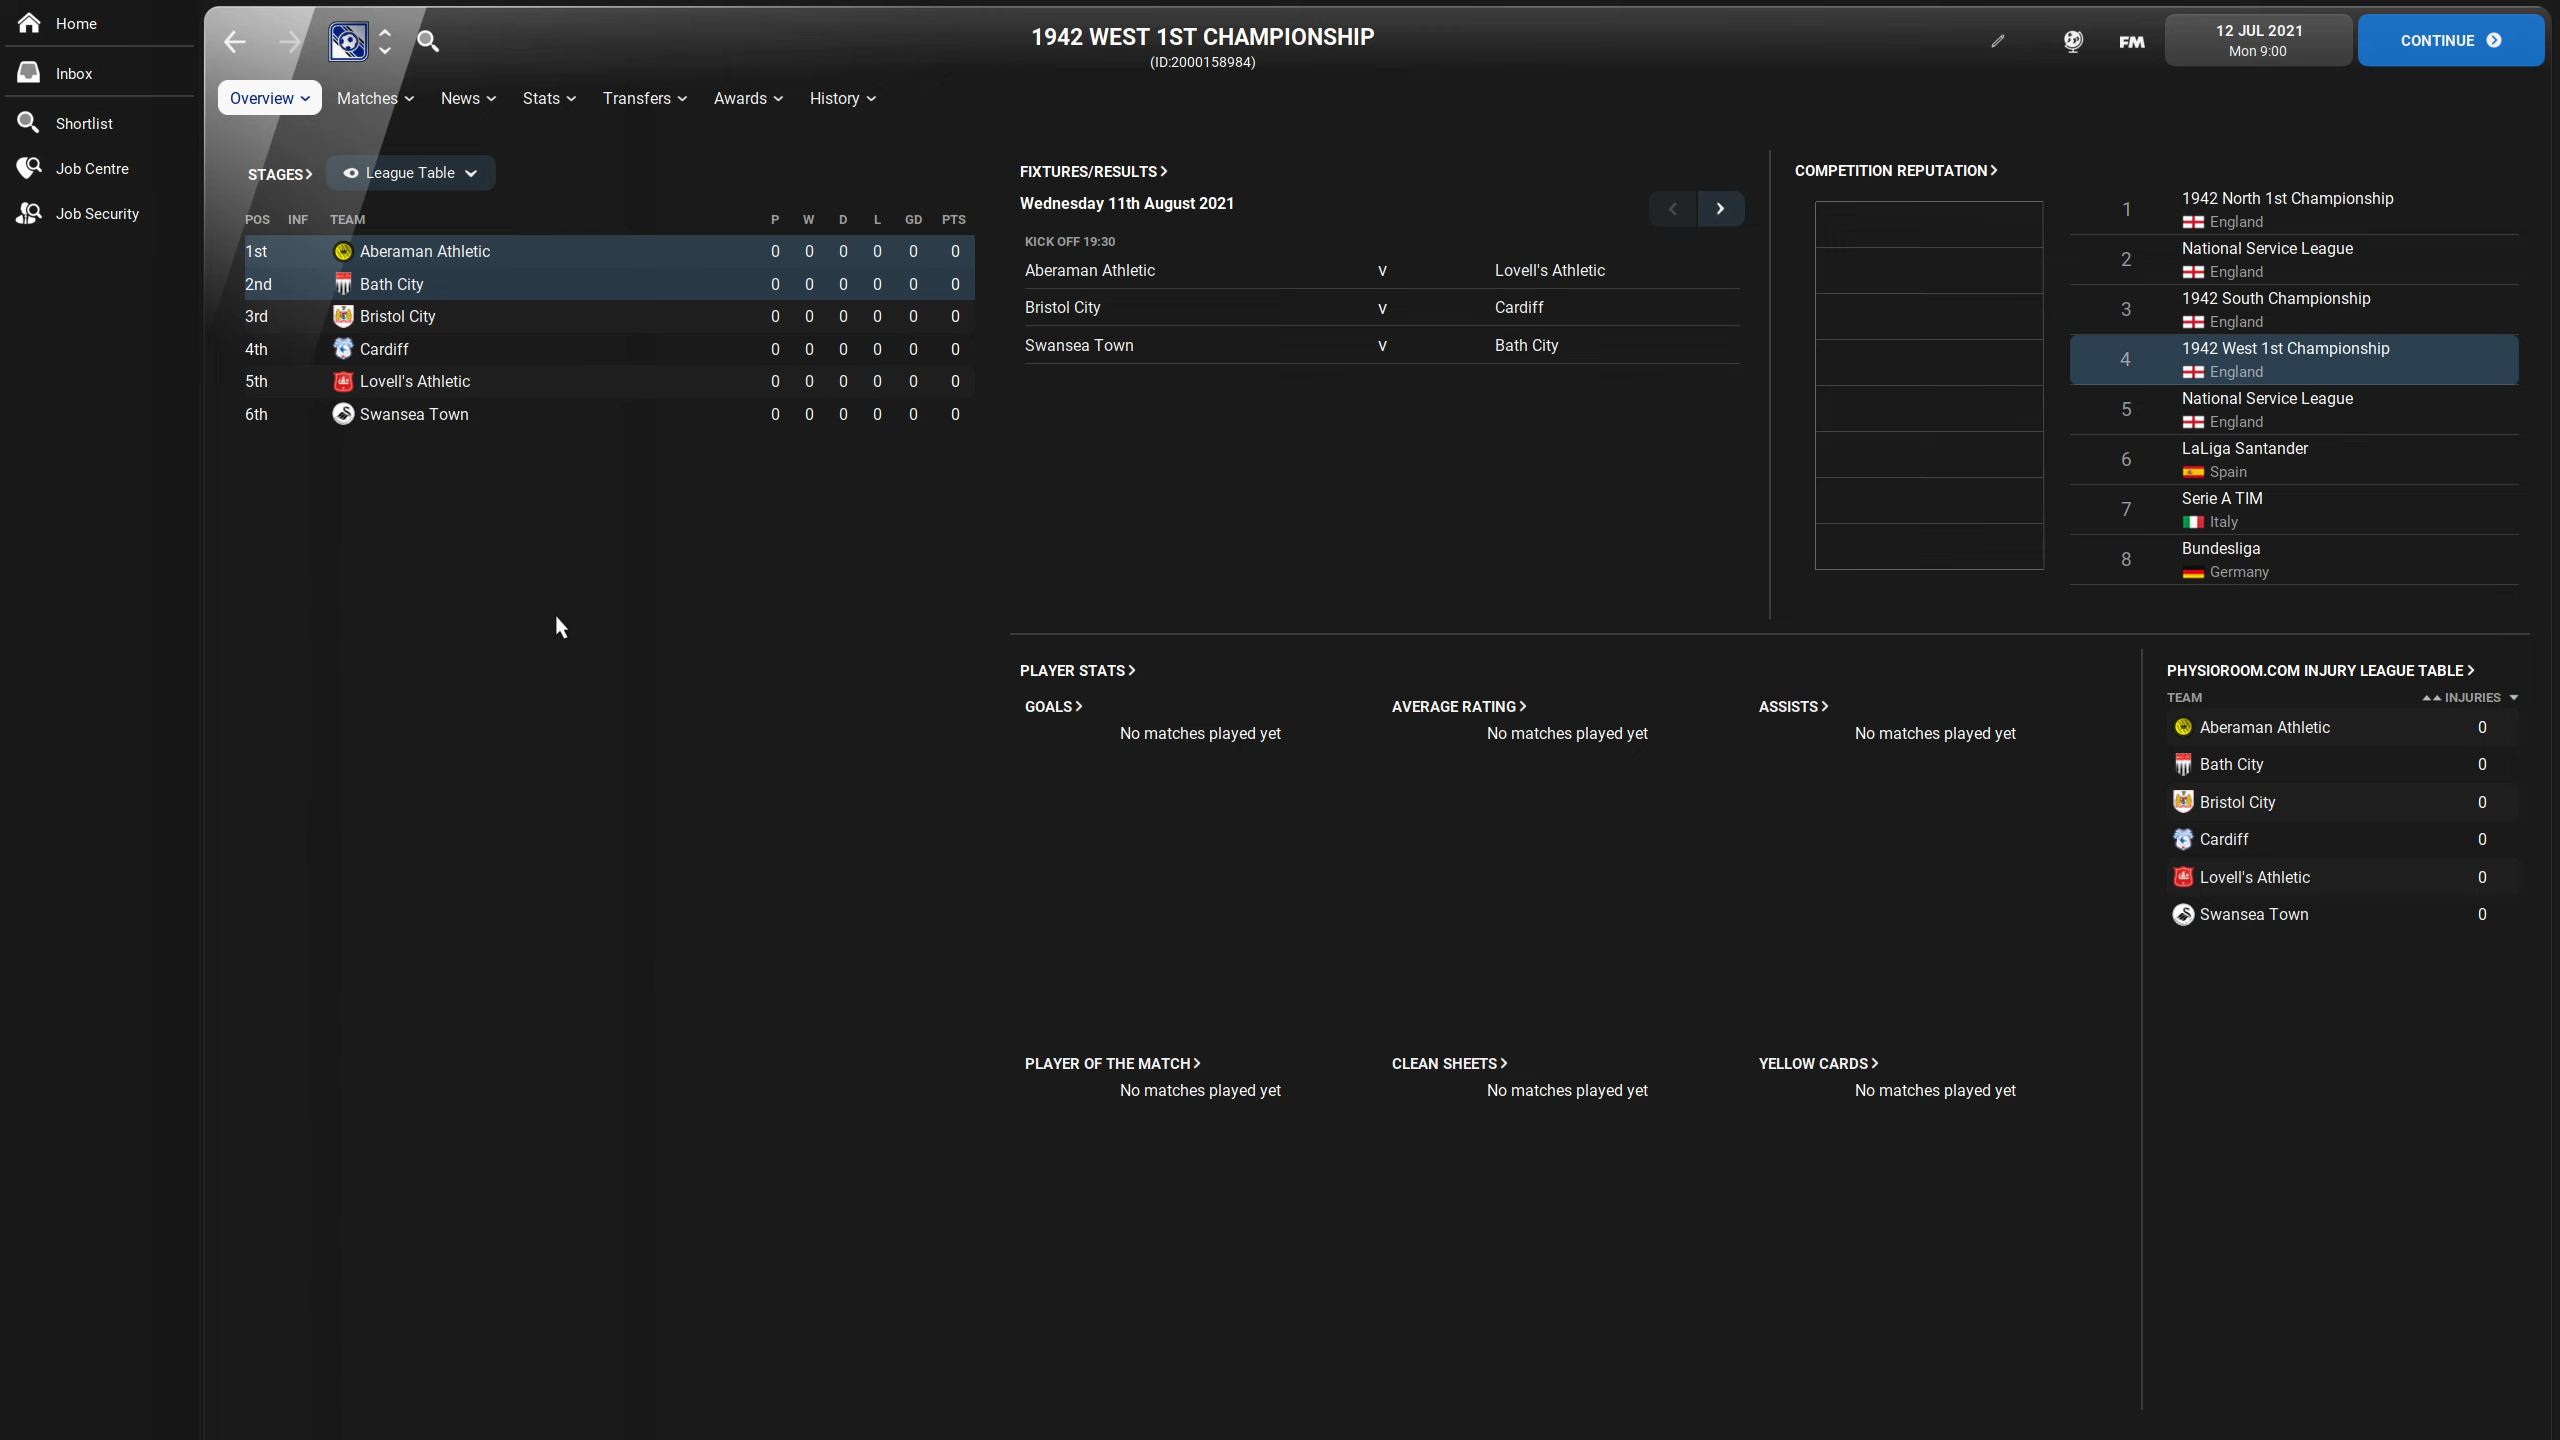 Home
Inbox
Shortlist
Job Centre
Job Security
1942 WEST 1ST CHAMPIONSHIP
(ID:2000158984)
FM
12 JUL 2021
Mon 9:00
CONTINUE
Overview Matches News Stats Transfers Awards History
STAGES League Table
POS INF TEAM P W D L GD PTS
1st Aberaman Athletic 0 0 0 0 0 0
2nd Bath City 0 0 0 0 0 0
3rd Bristol City 0 0 0 0 0 0
4th Cardiff 0 0 0 0 0 0
5th Lovell's Athletic 0 0 0 0 0 0
6th Swansea Town 0 0 0 0 0 0
FIXTURES/RESULTS
Wednesday 11th August 2021
KICK OFF 19:30
Aberaman Athletic v Lovell's Athletic
Bristol City v Cardiff
Swansea Town v Bath City
COMPETITION REPUTATION
1 1942 North 1st Championship
England
2 National Service League
England
3 1942 South Championship
England
4 1942 West 1st Championship
England
5 National Service League
England
6 LaLiga Santander
Spain
7 Serie A TIM
Italy
8 Bundesliga
Germany
PLAYER STATS
GOALS
No matches played yet
AVERAGE RATING
No matches played yet
ASSISTS
No matches played yet
PLAYER OF THE MATCH
No matches played yet
CLEAN SHEETS
No matches played yet
YELLOW CARDS
No matches played yet
PHYSIOROOM.COM INJURY LEAGUE TABLE
TEAM INJURIES
Aberaman Athletic 0
Bath City 0
Bristol City 0
Cardiff 0
Lovell's Athletic 0
Swansea Town 0